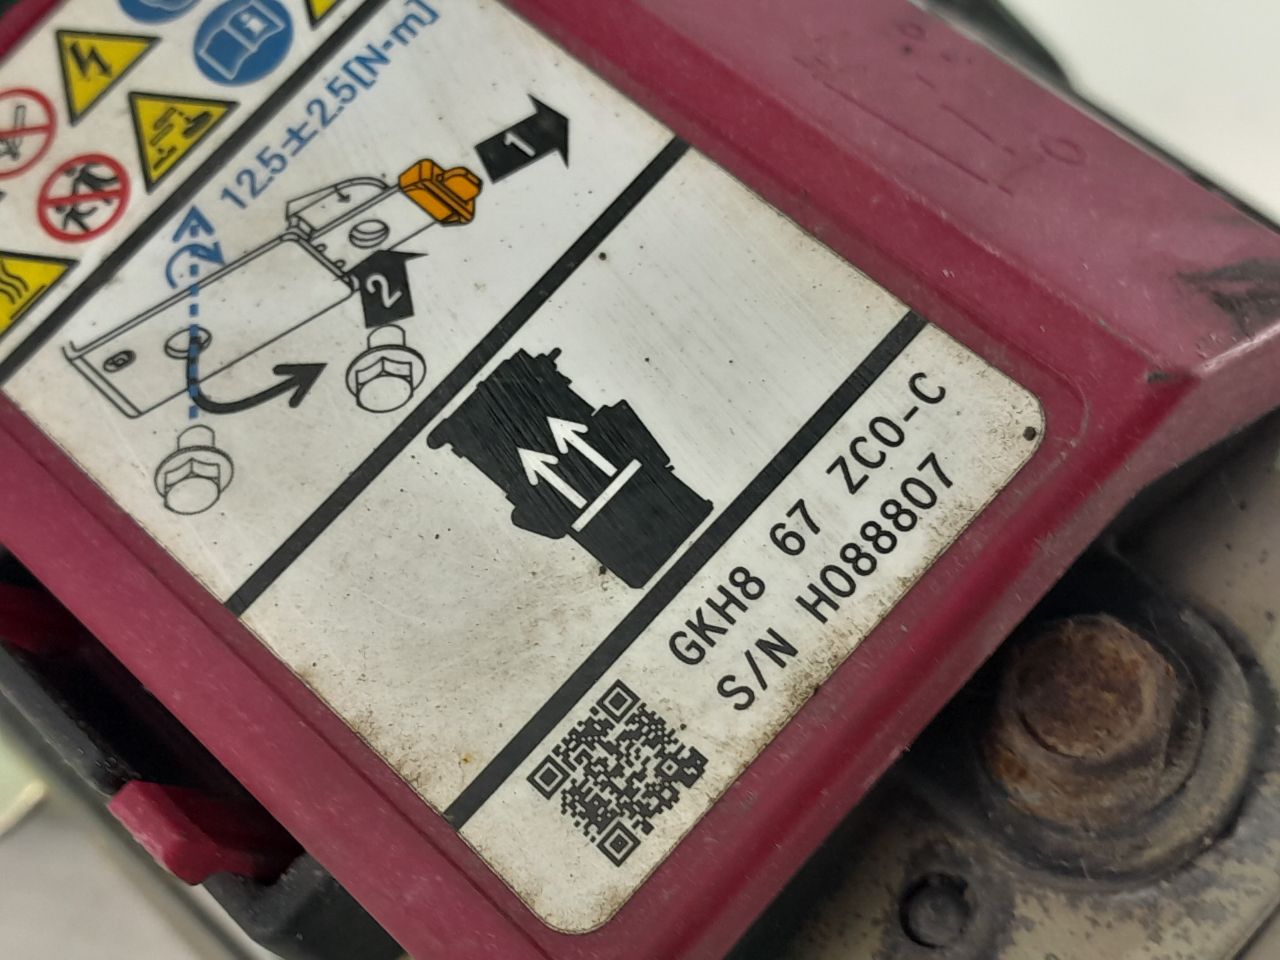 12.5±2.5[N-m]
1
2
GKH8 67 ZC0-C
S/N H088807